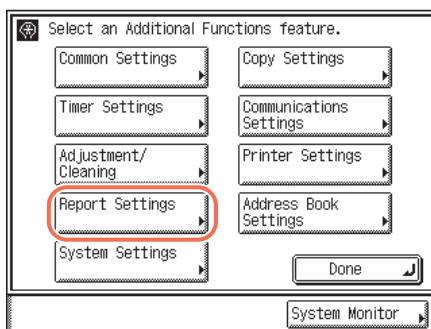 Select an Additional Functions feature.
Common Settings
Copy Settings
Timer Settings
Communications
Settings
Adjustment/
Cleaning
Printer Settings
Report Settings
Address Book
Settings
System Settings
Done
System Monitor